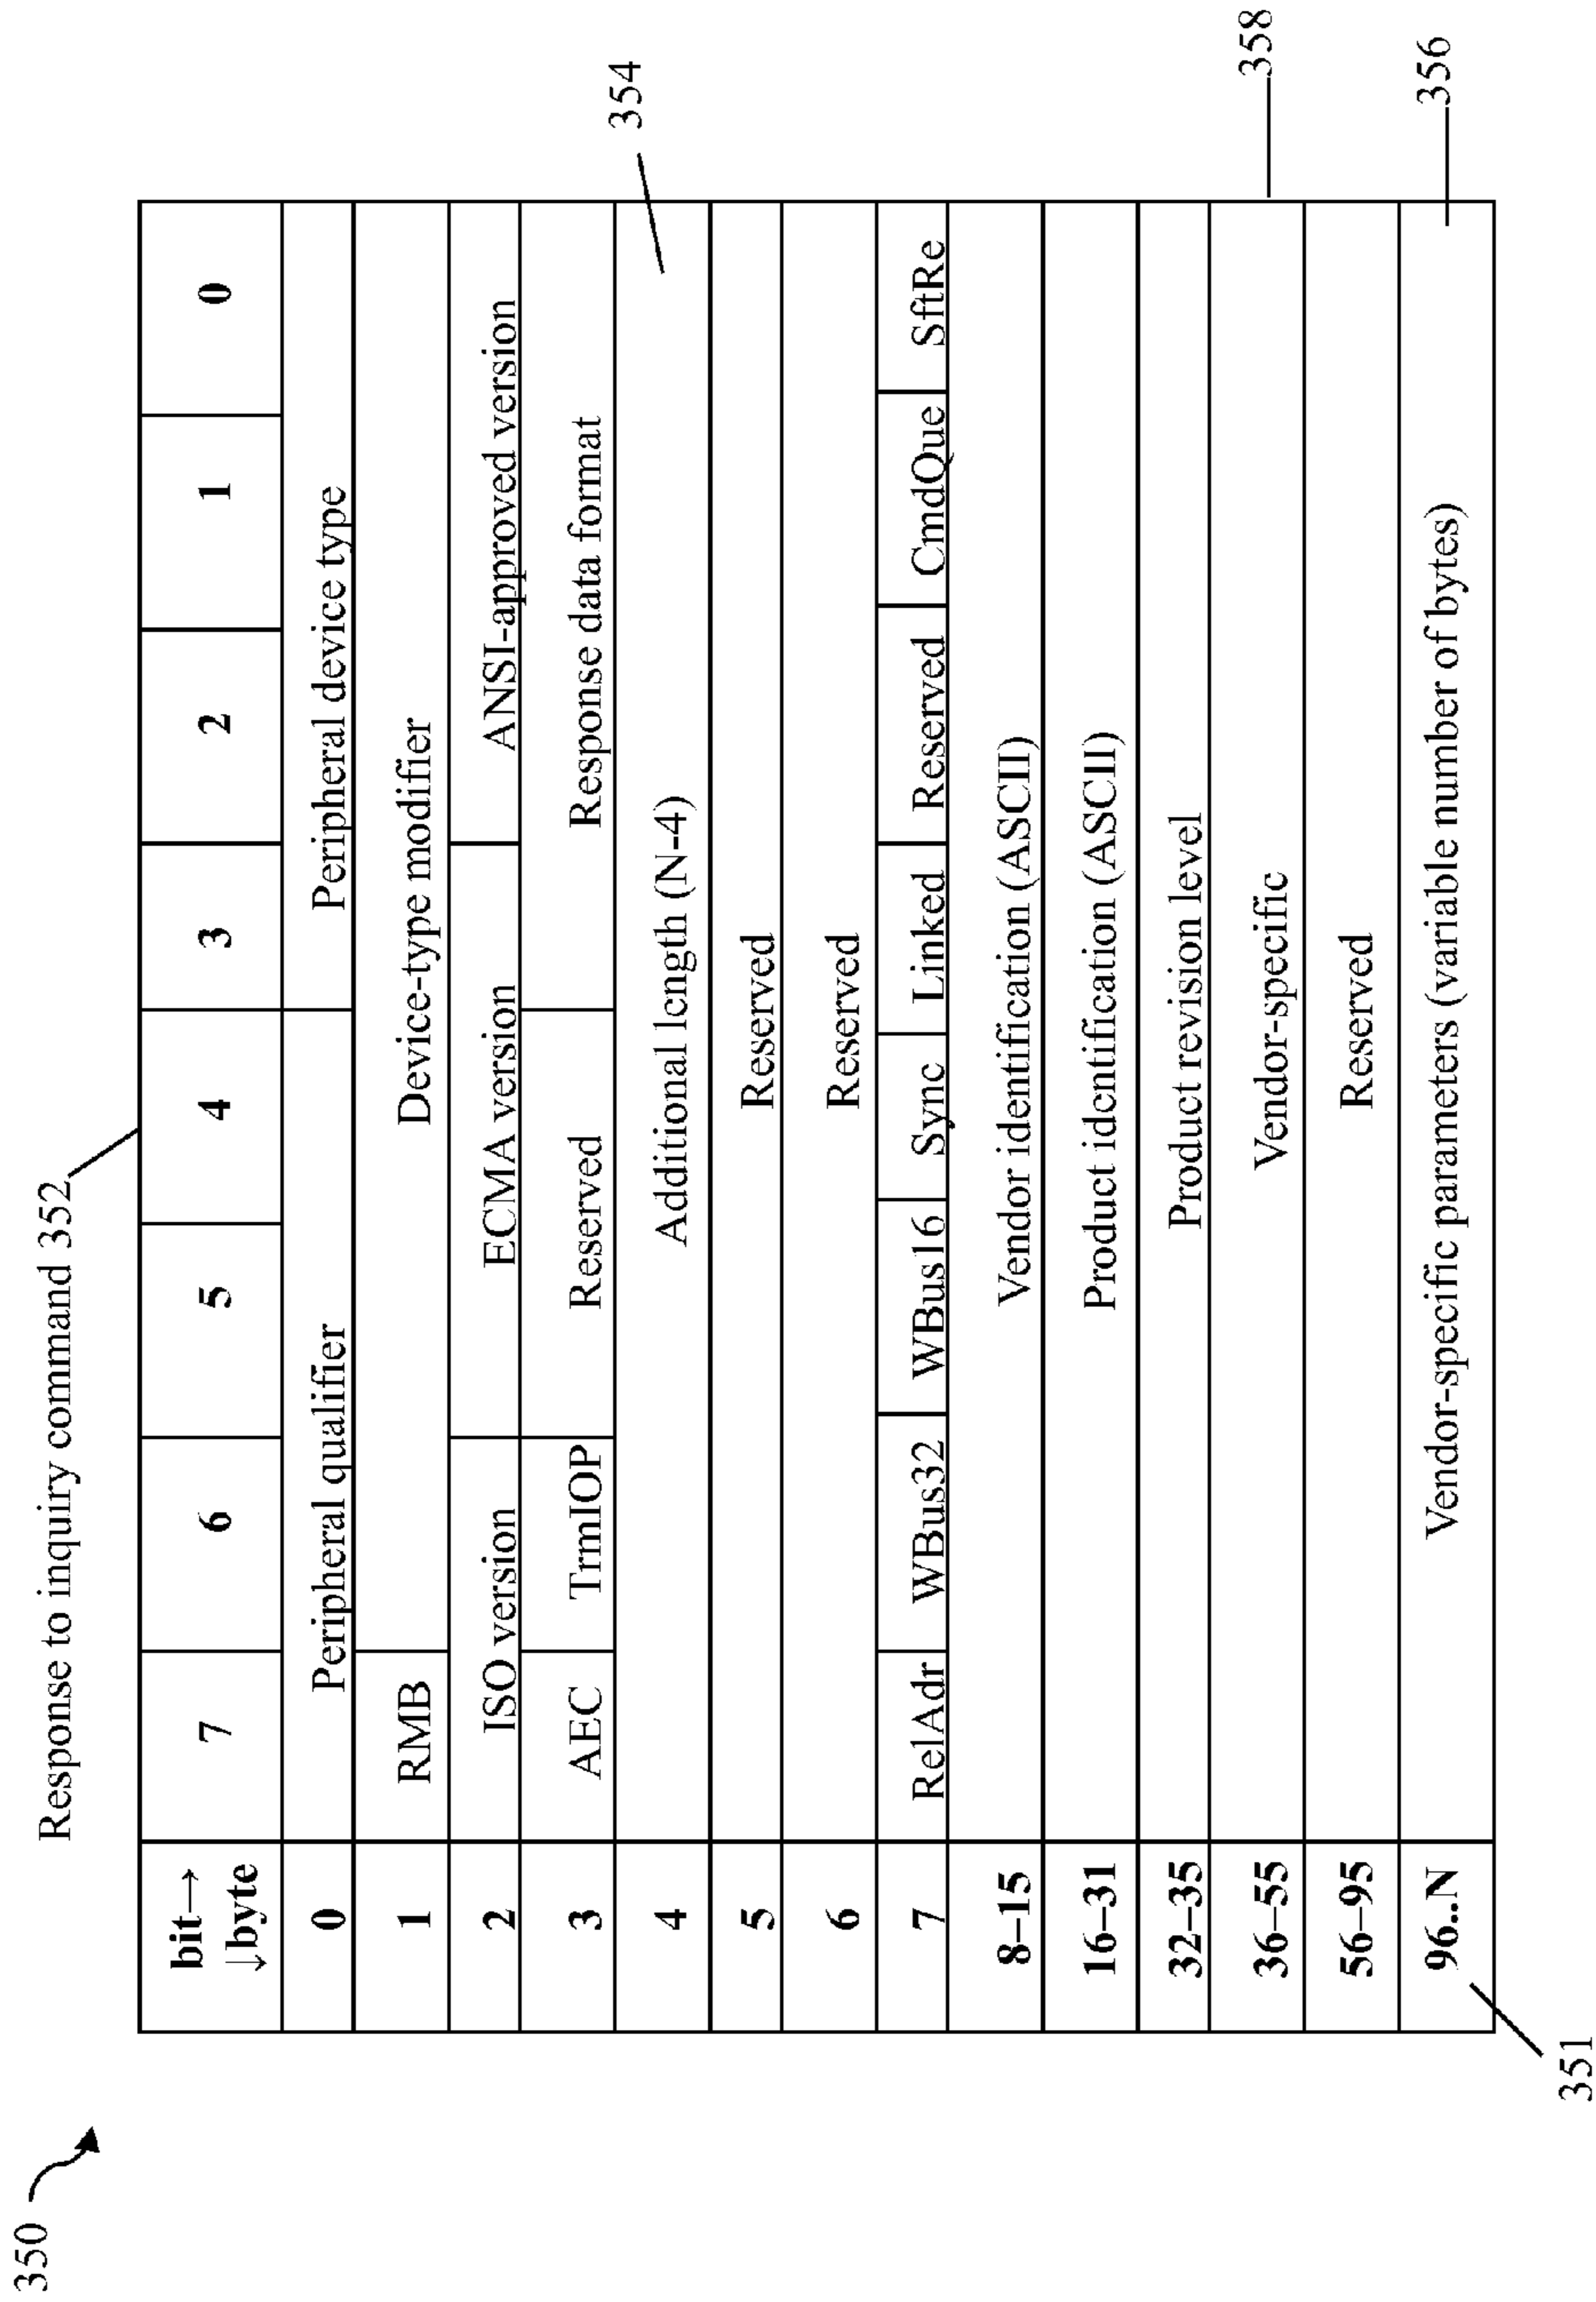 350
Response to inquiry command 352
bit→ 7 6 5 4 3 2 1 0
↓byte
0 Peripheral qualifier Peripheral device type
1 RMB Device-type modifier
2 ISO version ECMA version ANSI-approved version
3 AEC TrmIOP Reserved Response data format
354
4 Additional length (N-4)
5 Reserved
6 Reserved
7 RelAdr WBus32 WBus16 Sync Linked Reserved CmdQue SftRe
8–15 Vendor identification (ASCII)
16–31 Product identification (ASCII)
32–35 Product revision level
36–55 Vendor-specific 358
56–95 Reserved
96..N Vendor-specific parameters (variable number of bytes) 356
351